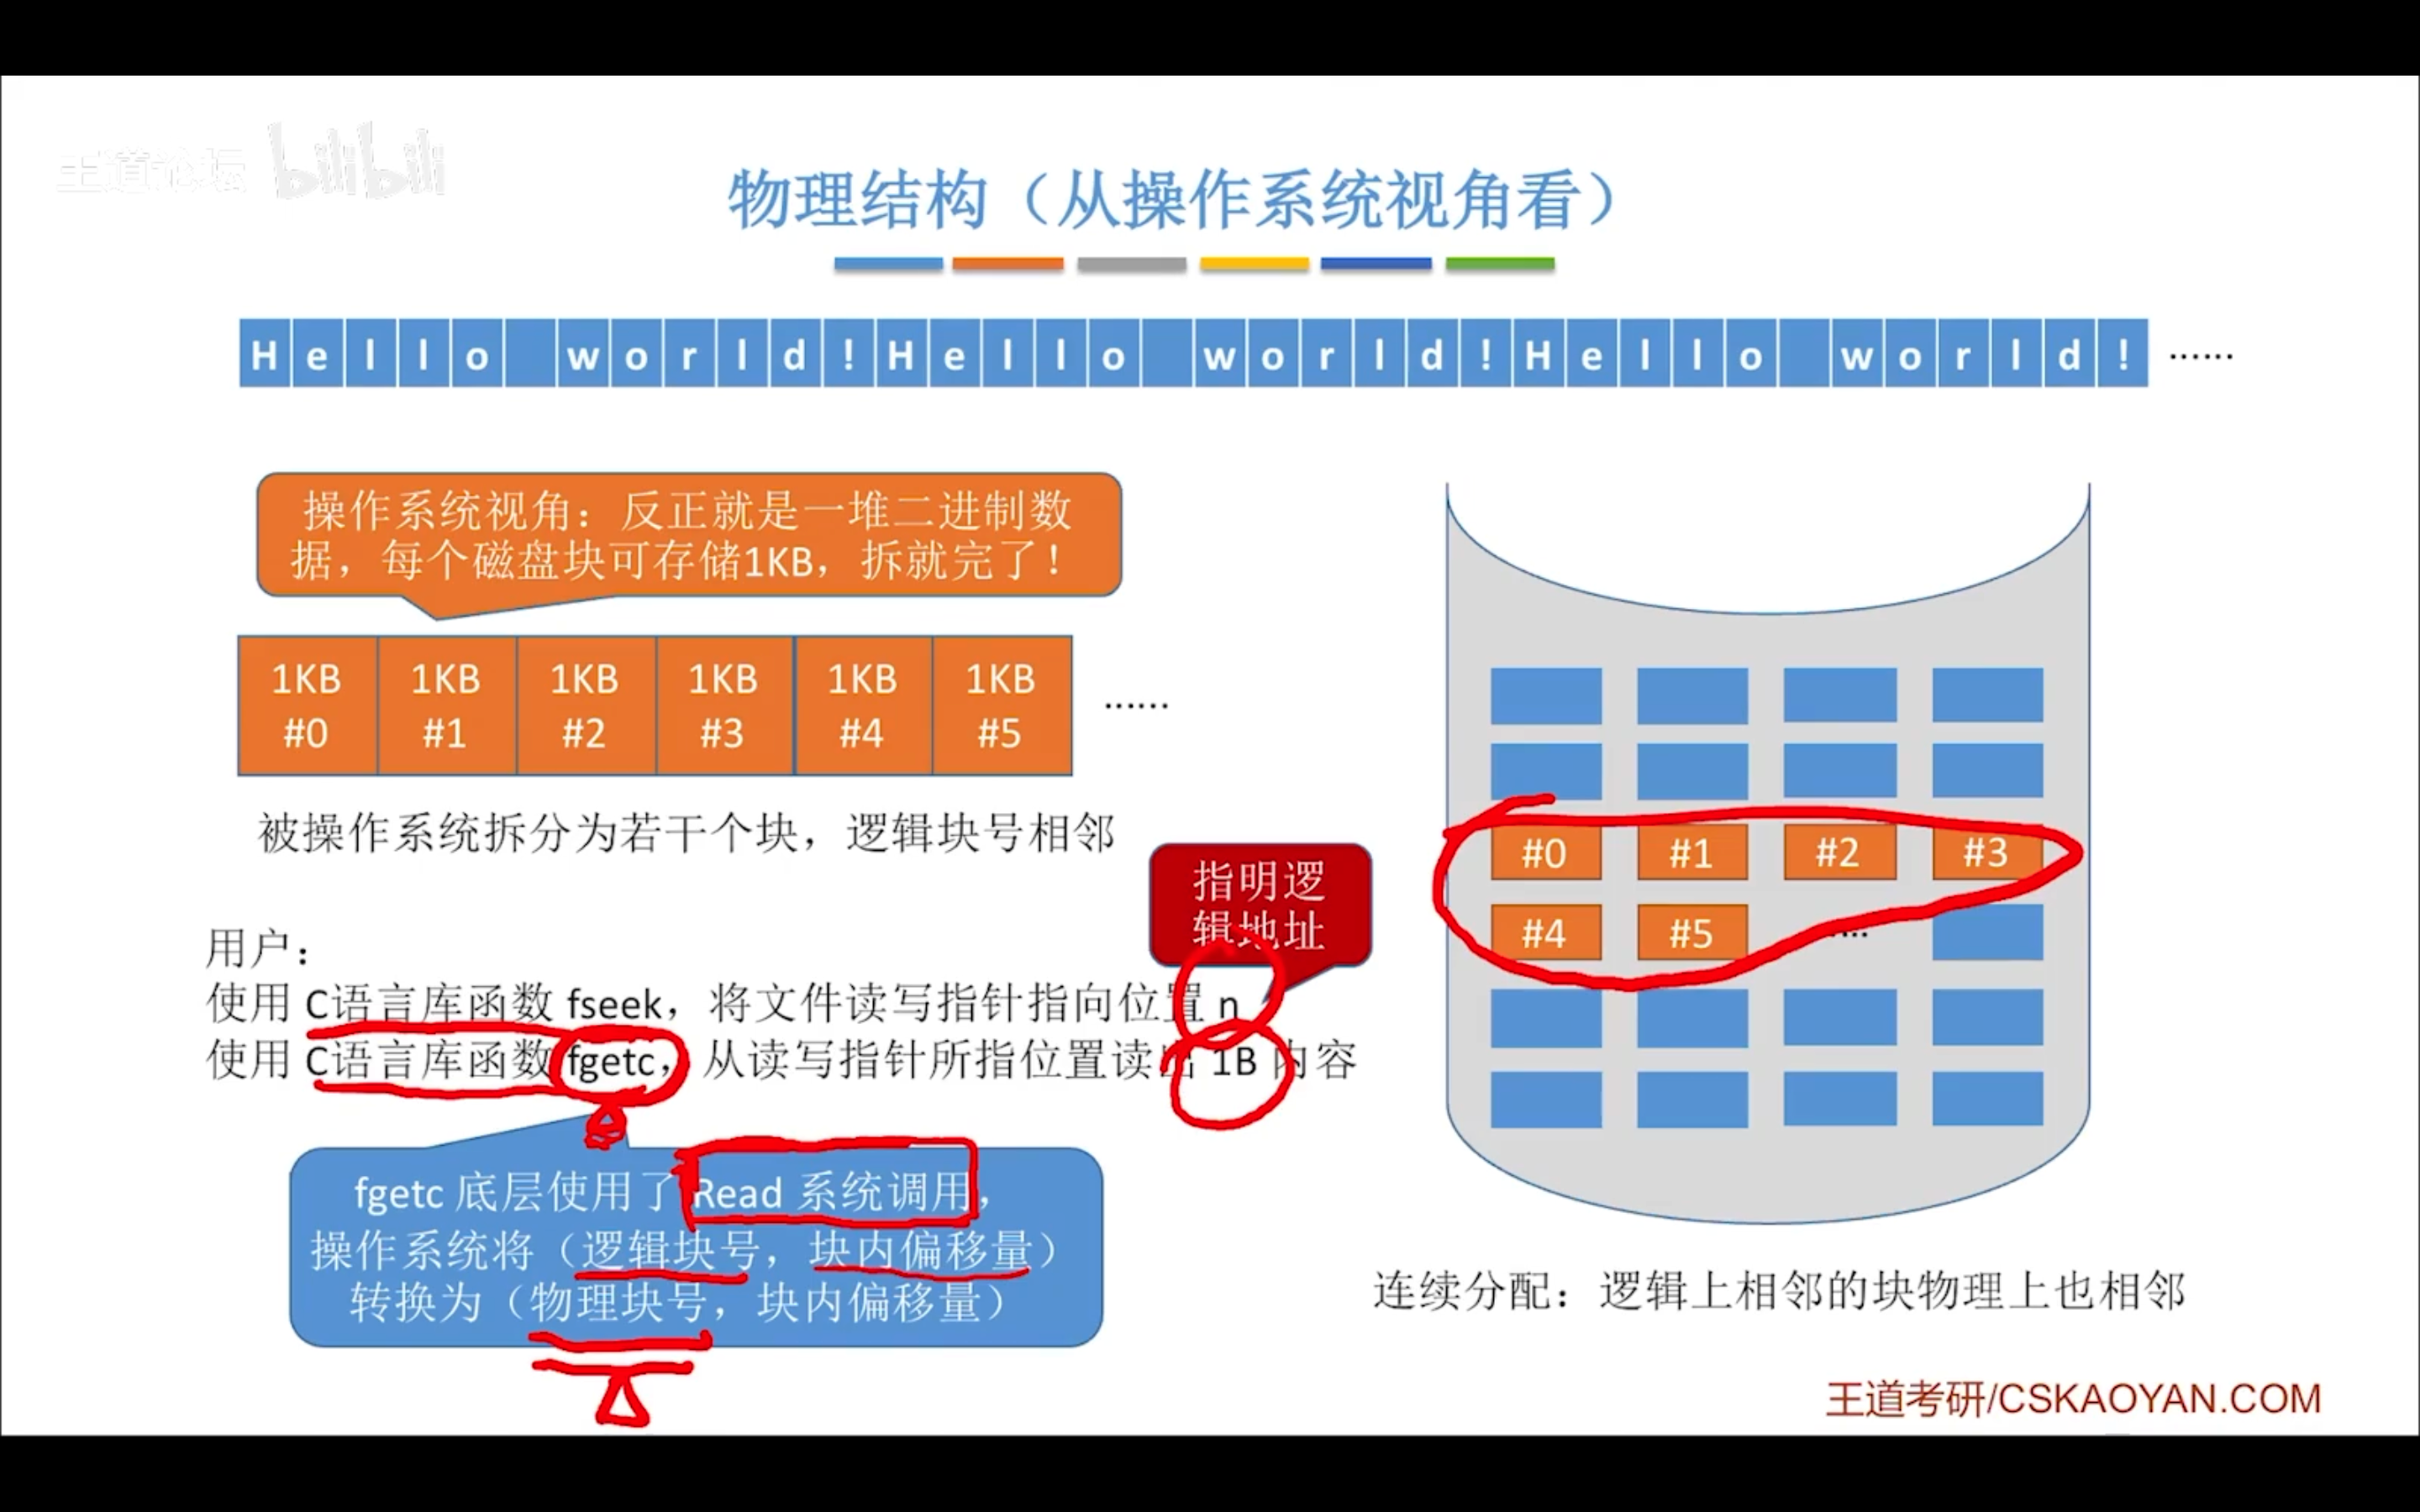 王道论坛 bilibili
物理结构（从操作系统视角看）
Hello world!Hello world!Hello world! ……
操作系统视角：反正就是一堆二进制数
据，每个磁盘块可存储1KB，拆就完了！
1KB 1KB 1KB 1KB 1KB 1KB
#0 #1 #2 #3 #4 #5 ……
被操作系统拆分为若干个块，逻辑块号相邻
指明逻
辑地址
用户：
使用 C语言库函数 fseek，将文件读写指针指向位置 n
使用 C语言库函数 fgetc，从读写指针所指位置读出 1B 内容
fgetc 底层使用了 Read 系统调用，
操作系统将（逻辑块号，块内偏移量）
转换为（物理块号，块内偏移量）
#0 #1 #2 #3
#4 #5 ……
连续分配：逻辑上相邻的块物理上也相邻
王道考研/CSKAOYAN.COM